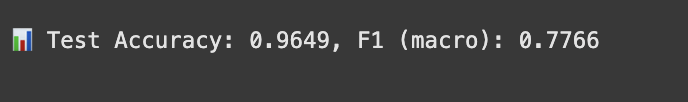 📊 Test Accuracy: 0.9649, F1 (macro): 0.7766